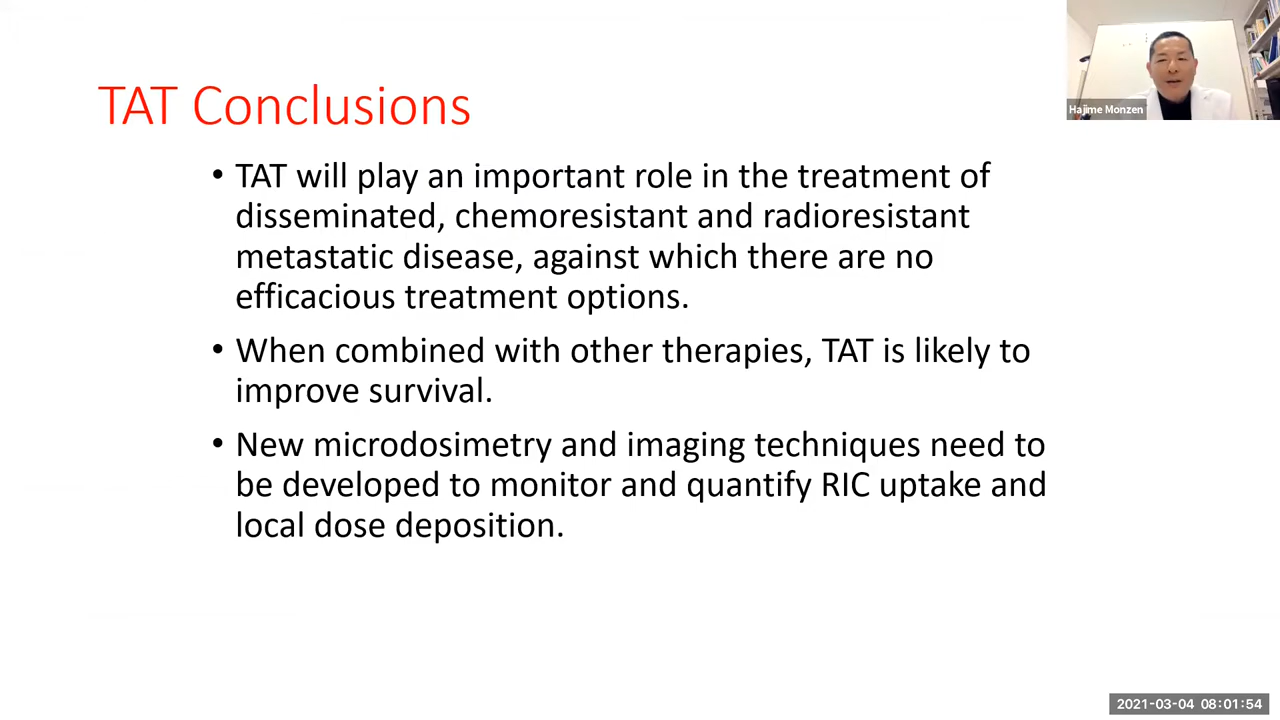 TAT Conclusions
Hajime Monzen
• TAT will play an important role in the treatment of
disseminated, chemoresistant and radioresistant
metastatic disease, against which there are no
efficacious treatment options.
• When combined with other therapies, TAT is likely to
improve survival.
• New microdosimetry and imaging techniques need to
be developed to monitor and quantify RIC uptake and
local dose deposition.
2021-03-04 08:01:54